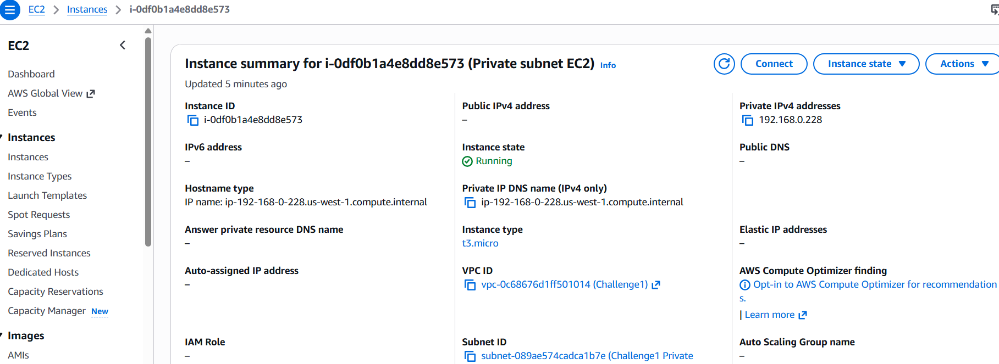 EC2 > Instances > i-0df0b1a4e8dd8e573
EC2
Dashboard
AWS Global View
Events
Instances
Instances
Instance Types
Launch Templates
Spot Requests
Savings Plans
Reserved Instances
Dedicated Hosts
Capacity Reservations
Capacity Manager New
Images
AMIs
Instance summary for i-0df0b1a4e8dd8e573 (Private subnet EC2) Info
Updated 5 minutes ago
Connect
Instance state
Actions
Instance ID
i-0df0b1a4e8dd8e573
Public IPv4 address
–
Private IPv4 addresses
192.168.0.228
IPv6 address
–
Instance state
Running
Public DNS
–
Hostname type
IP name: ip-192-168-0-228.us-west-1.compute.internal
Private IP DNS name (IPv4 only)
ip-192-168-0-228.us-west-1.compute.internal
Answer private resource DNS name
–
Instance type
t3.micro
Elastic IP addresses
–
Auto-assigned IP address
–
VPC ID
vpc-0c68676d1ff501014 (Challenge1)
AWS Compute Optimizer finding
Opt-in to AWS Compute Optimizer for recommendation
s.
| Learn more
IAM Role
–
Subnet ID
subnet-089ae574cadca1b7e (Challenge1 Private
Auto Scaling Group name
–